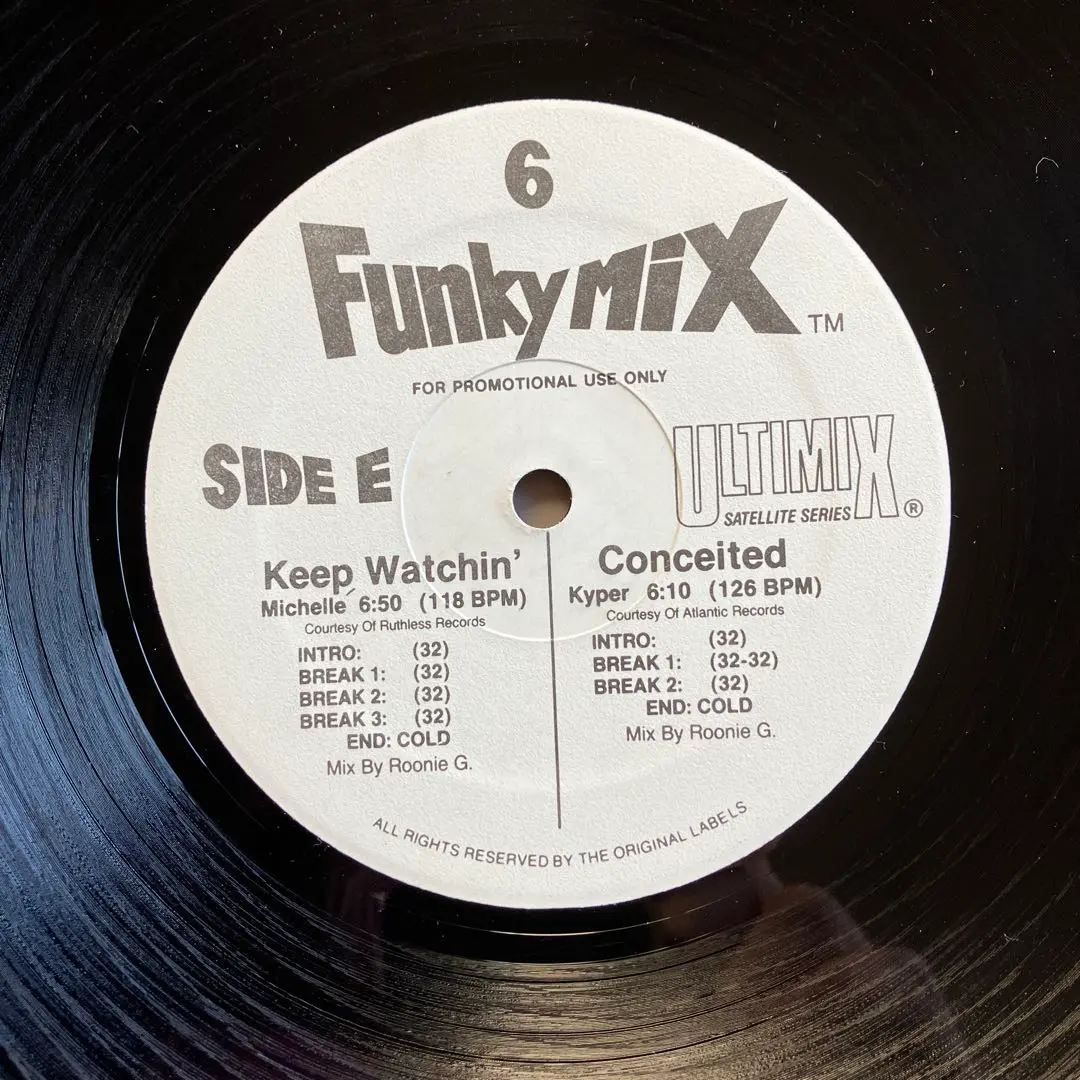 6
Funkymix™
FOR PROMOTIONAL USE ONLY
SIDE E
ULTIMIX®
SATELLITE SERIES
Keep Watchin'
Michellé 6:50 (118 BPM)
Courtesy Of Ruthless Records
INTRO: (32)
BREAK 1: (32)
BREAK 2: (32)
BREAK 3: (32)
END: COLD
Mix By Roonie G.
Conceited
Kyper 6:10 (126 BPM)
Courtesy Of Atlantic Records
INTRO: (32)
BREAK 1: (32-32)
BREAK 2: (32)
END: COLD
Mix By Roonie G.
ALL RIGHTS RESERVED BY THE ORIGINAL LABELS